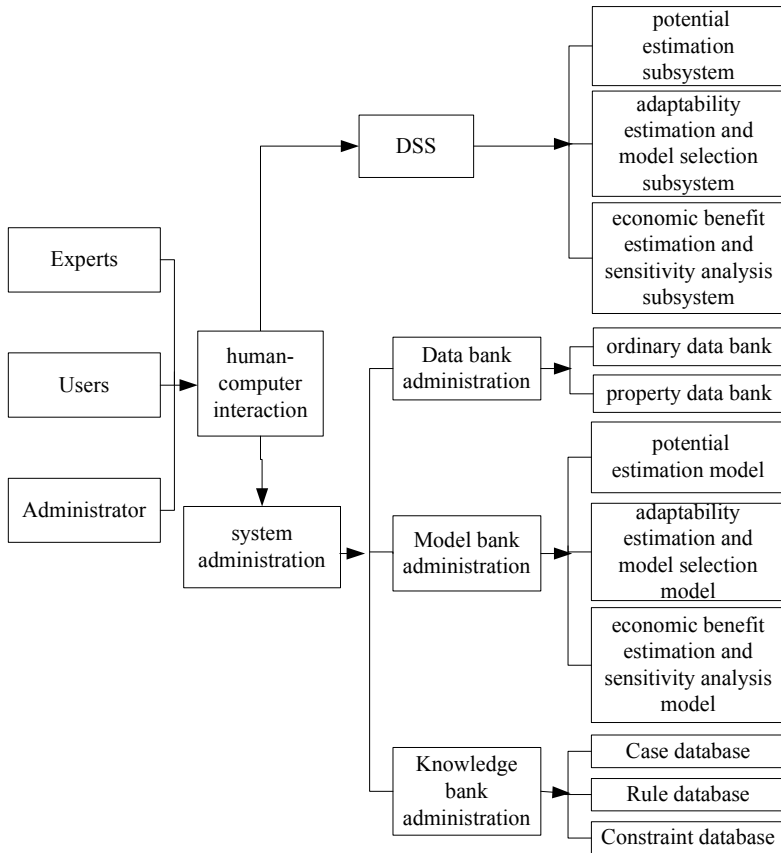 potential
estimation
subsystem
DSS
adaptability
estimation and
model selection
subsystem
economic benefit
estimation and
sensitivity analysis
subsystem
Experts
Users
Administrator
human-
computer
interaction
system
administration
Data bank
administration
ordinary data bank
property data bank
Model bank
administration
potential
estimation model
adaptability
estimation and
model selection
model
economic benefit
estimation and
sensitivity analysis
model
Knowledge
bank
administration
Case database
Rule database
Constraint database